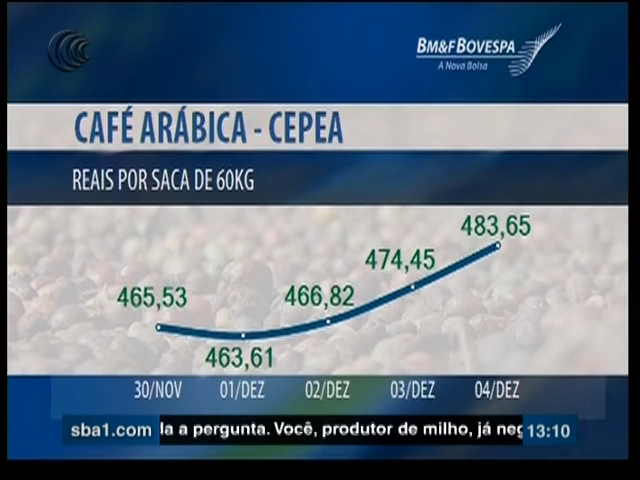 BM&FBOVESPA
A Nova Bolsa
CAFÉ ARÁBICA - CEPEA
REAIS POR SACA DE 60KG
465,53
463,61
466,82
474,45
483,65
30/NOV 01/DEZ 02/DEZ 03/DEZ 04/DEZ
sba1.com la a pergunta. Você, produtor de milho, já neg 13:10